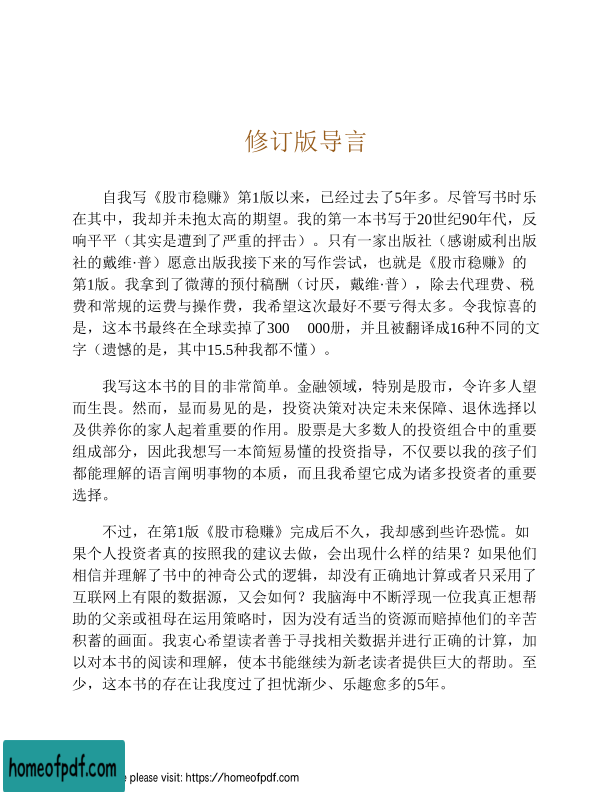 修订版导言
自我写《股市稳赚》第1版以来，已经过去了5年多。尽管写书时乐
在其中，我却并未抱太高的期望。我的第一本书写于20世纪90年代，反
响平平（其实是遭到了严重的抨击）。只有一家出版社（感谢威利出版
社的戴维·普）愿意出版我接下来的写作尝试，也就是《股市稳赚》的
第1版。我拿到了微薄的预付稿酬（讨厌，戴维·普），除去代理费、税
费和常规的运费与操作费，我希望这次最好不要亏得太多。令我惊喜的
是，这本书最终在全球卖掉了300 000册，并且被翻译成16种不同的文
字（遗憾的是，其中15.5种我都不懂）。
我写这本书的目的非常简单。金融领域，特别是股市，令许多人望
而生畏。然而，显而易见的是，投资决策对决定未来保障、退休选择以
及供养你的家人起着重要的作用。股票是大多数人的投资组合中的重要
组成部分，因此我想写一本简短易懂的投资指导，不仅要以我的孩子们
都能理解的语言阐明事物的本质，而且我希望它成为诸多投资者的重要
选择。
不过，在第1版《股市稳赚》完成后不久，我却感到些许恐慌。如
果个人投资者真的按照我的建议去做，会出现什么样的结果？如果他们
相信并理解了书中的神奇公式的逻辑，却没有正确地计算或者只采用了
互联网上有限的数据源，又会如何？我脑海中不断浮现一位我真正想帮
助的父亲或祖母在运用策略时，因为没有适当的资源而赔掉他们的辛苦
积蓄的画面。我衷心希望读者善于寻找相关数据并进行正确的计算，加
以对本书的阅读和理解，使本书能继续为新老读者提供巨大的帮助。至
少，这本书的存在让我度过了担忧渐少、乐趣愈多的5年。
homeofpdf.com
e please visit: https://homeofpdf.com